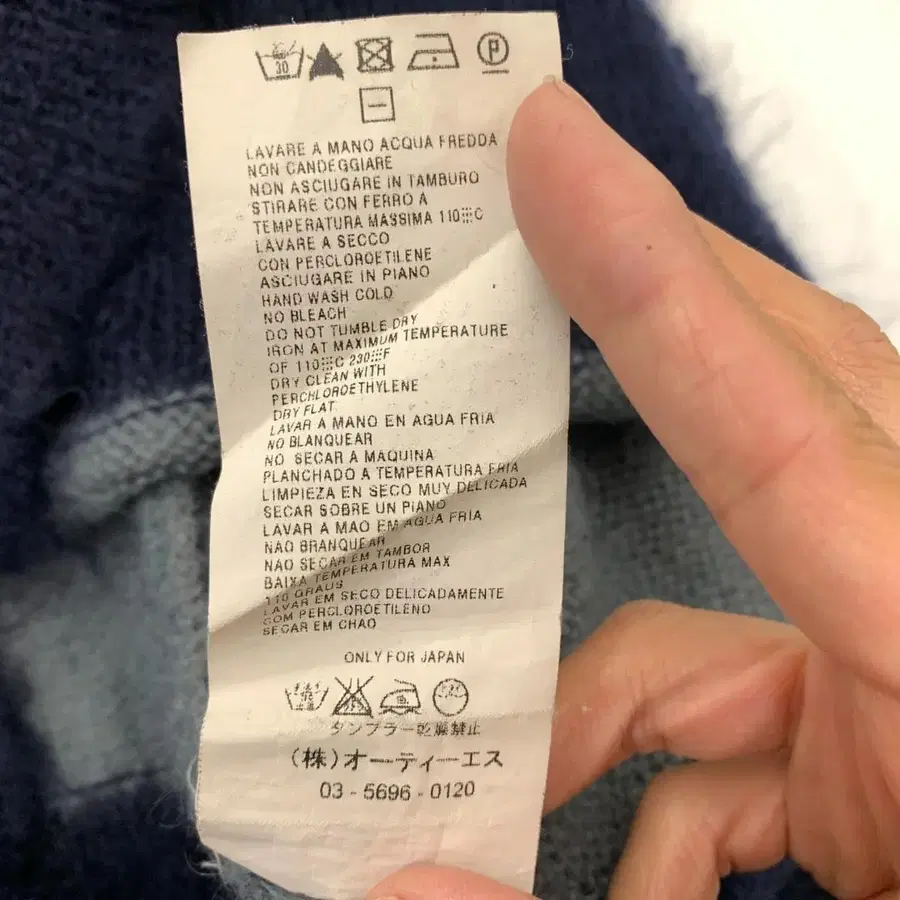 30 P
LAVARE A MANO ACQUA FREDDA
NON CANDEGGIARE
NON ASCIUGARE IN TAMBURO
STIRARE CON FERRO A
TEMPERATURA MASSIMA 110░C
LAVARE A SECCO
CON PERCLOROETILENE
ASCIUGARE IN PIANO
HAND WASH COLD
NO BLEACH
DO NOT TUMBLE DRY
IRON AT MAXIMUM TEMPERATURE
OF 110░C 230░F
DRY CLEAN WITH
PERCHLOROETHYLENE
DRY FLAT
LAVAR A MANO EN AGUA FRIA
NO BLANQUEAR
NO SECAR A MAQUINA
PLANCHADO A TEMPERATURA FRIA
LIMPIEZA EN SECO MUY DELICADA
SECAR SOBRE UN PIANO
LAVAR A MAO EM AGUA FRIA
NAO BRANQUEAR
NAO SECAR EM TAMBOR
BAIXA TEMPERATURA MAX
110 GRAUS
LAVAR EM SECO DELICADAMENTE
COM PERCLOROETILENO
SECAR EM CHAO
ONLY FOR JAPAN
タンブラー乾燥禁止
(株)オーティーエス
03-5696-0120